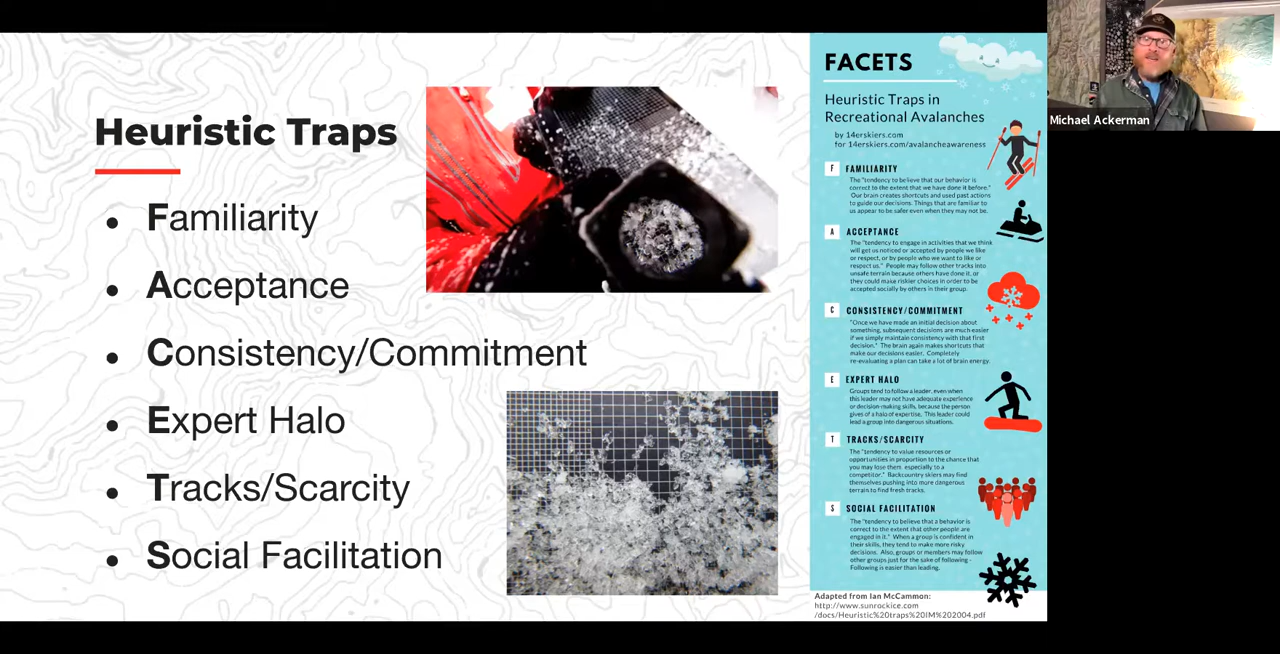 Heuristic Traps
• Familiarity
• Acceptance
• Consistency/Commitment
• Expert Halo
• Tracks/Scarcity
• Social Facilitation
FACETS
Heuristic Traps in
Recreational Avalanches
by 14erskiers.com
for 14erskiers.com/avalancheawareness
F FAMILIARITY
The "tendency to believe that our behavior is
correct to the extent that we have done it before."
Our brain creates shortcuts and used past actions
to guide our decisions. Things that are familiar to
us appear to be safer even when they may not be.
A ACCEPTANCE
The "tendency to engage in activities that we think
will get us noticed or accepted by people we like
or respect, or by people who we want to like or
respect us." People may follow other tracks into
unsafe terrain because others have done it, or
they could make riskier choices in order to be
accepted socially by others in their group.
C CONSISTENCY/COMMITMENT
"Once we have made an initial decision about
something, subsequent decisions are much easier
if we simply maintain consistency with that first
decision." The brain again makes shortcuts that
make our decisions easier. Completely
re-evaluating a plan can take a lot of brain energy.
E EXPERT HALO
Groups tend to follow a leader, even when
this leader may not have adequate experience
or decision-making skills, because the person
gives of a halo of expertise. This leader could
lead a group into dangerous situations.
T TRACKS/SCARCITY
The "tendency to value resources or
opportunities in proportion to the chance that
you may lose them especially to a
competitor." Backcountry skiers may find
themselves pushing into more dangerous
terrain to find fresh tracks.
S SOCIAL FACILITATION
The "tendency to believe that a behavior is
correct to the extent that other people are
engaged in it." When a group is confident in
their skills, they tend to make more risky
decisions. Also, groups or members may follow
other groups just for the sake of following -
Following is easier than leading.
Adapted from Ian McCammon:
http://www.sunrockice.com
/docs/Heuristic%20traps%20IM%202004.pdf
Michael Ackerman